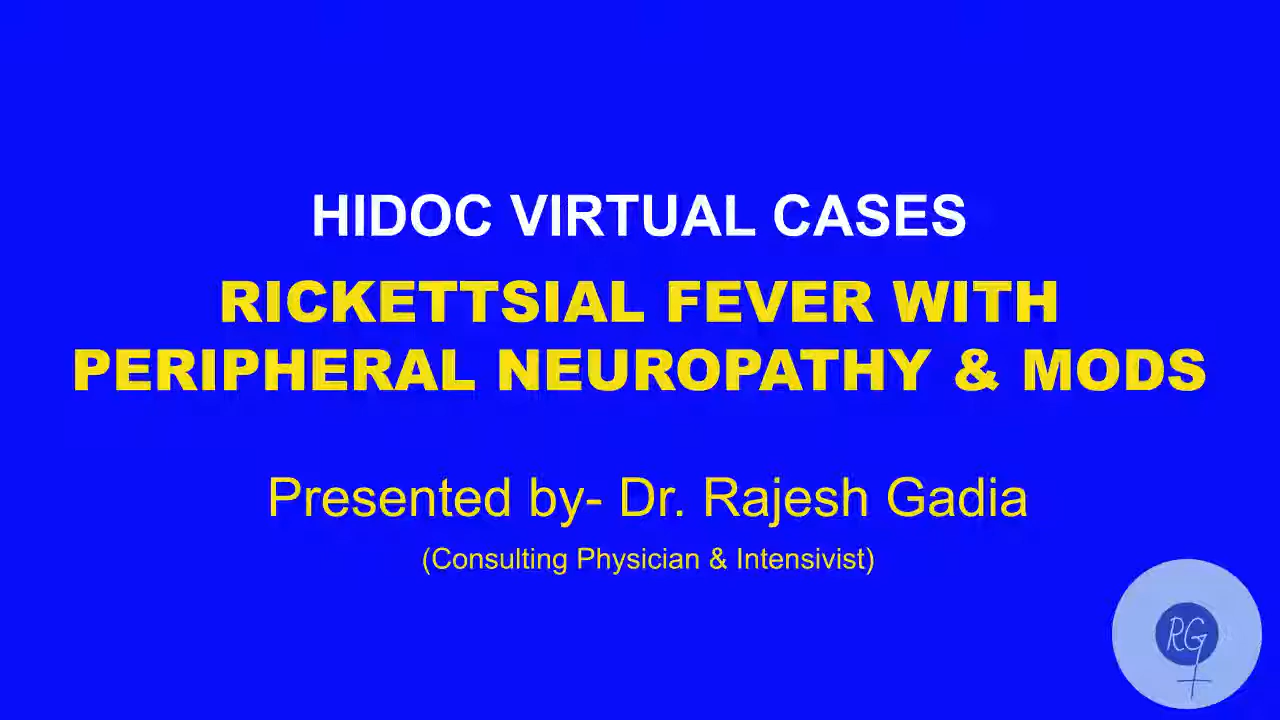 HIDOC VIRTUAL CASES
RICKETTSIAL FEVER WITH
PERIPHERAL NEUROPATHY & MODS
Presented by- Dr. Rajesh Gadia
(Consulting Physician & Intensivist)
RG